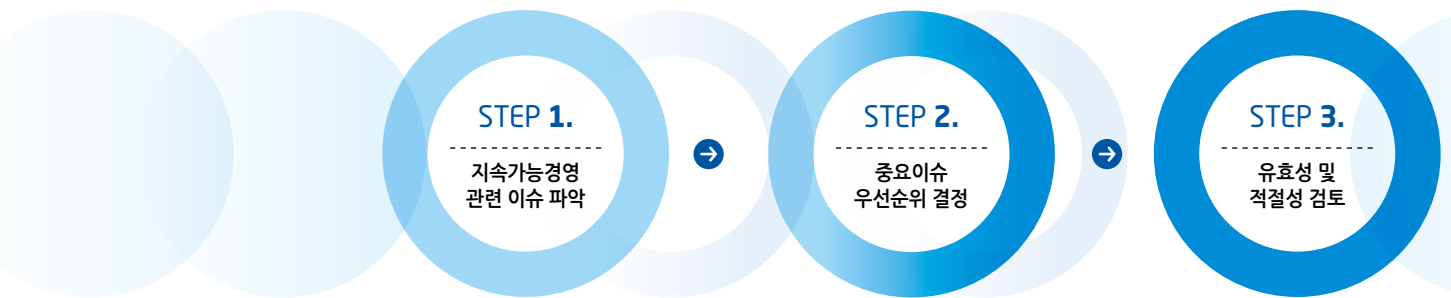 STEP 1.
지속가능경영
관련 이슈 파악
STEP 2.
중요이슈
우선순위 결정
STEP 3.
유효성 및
적절성 검토